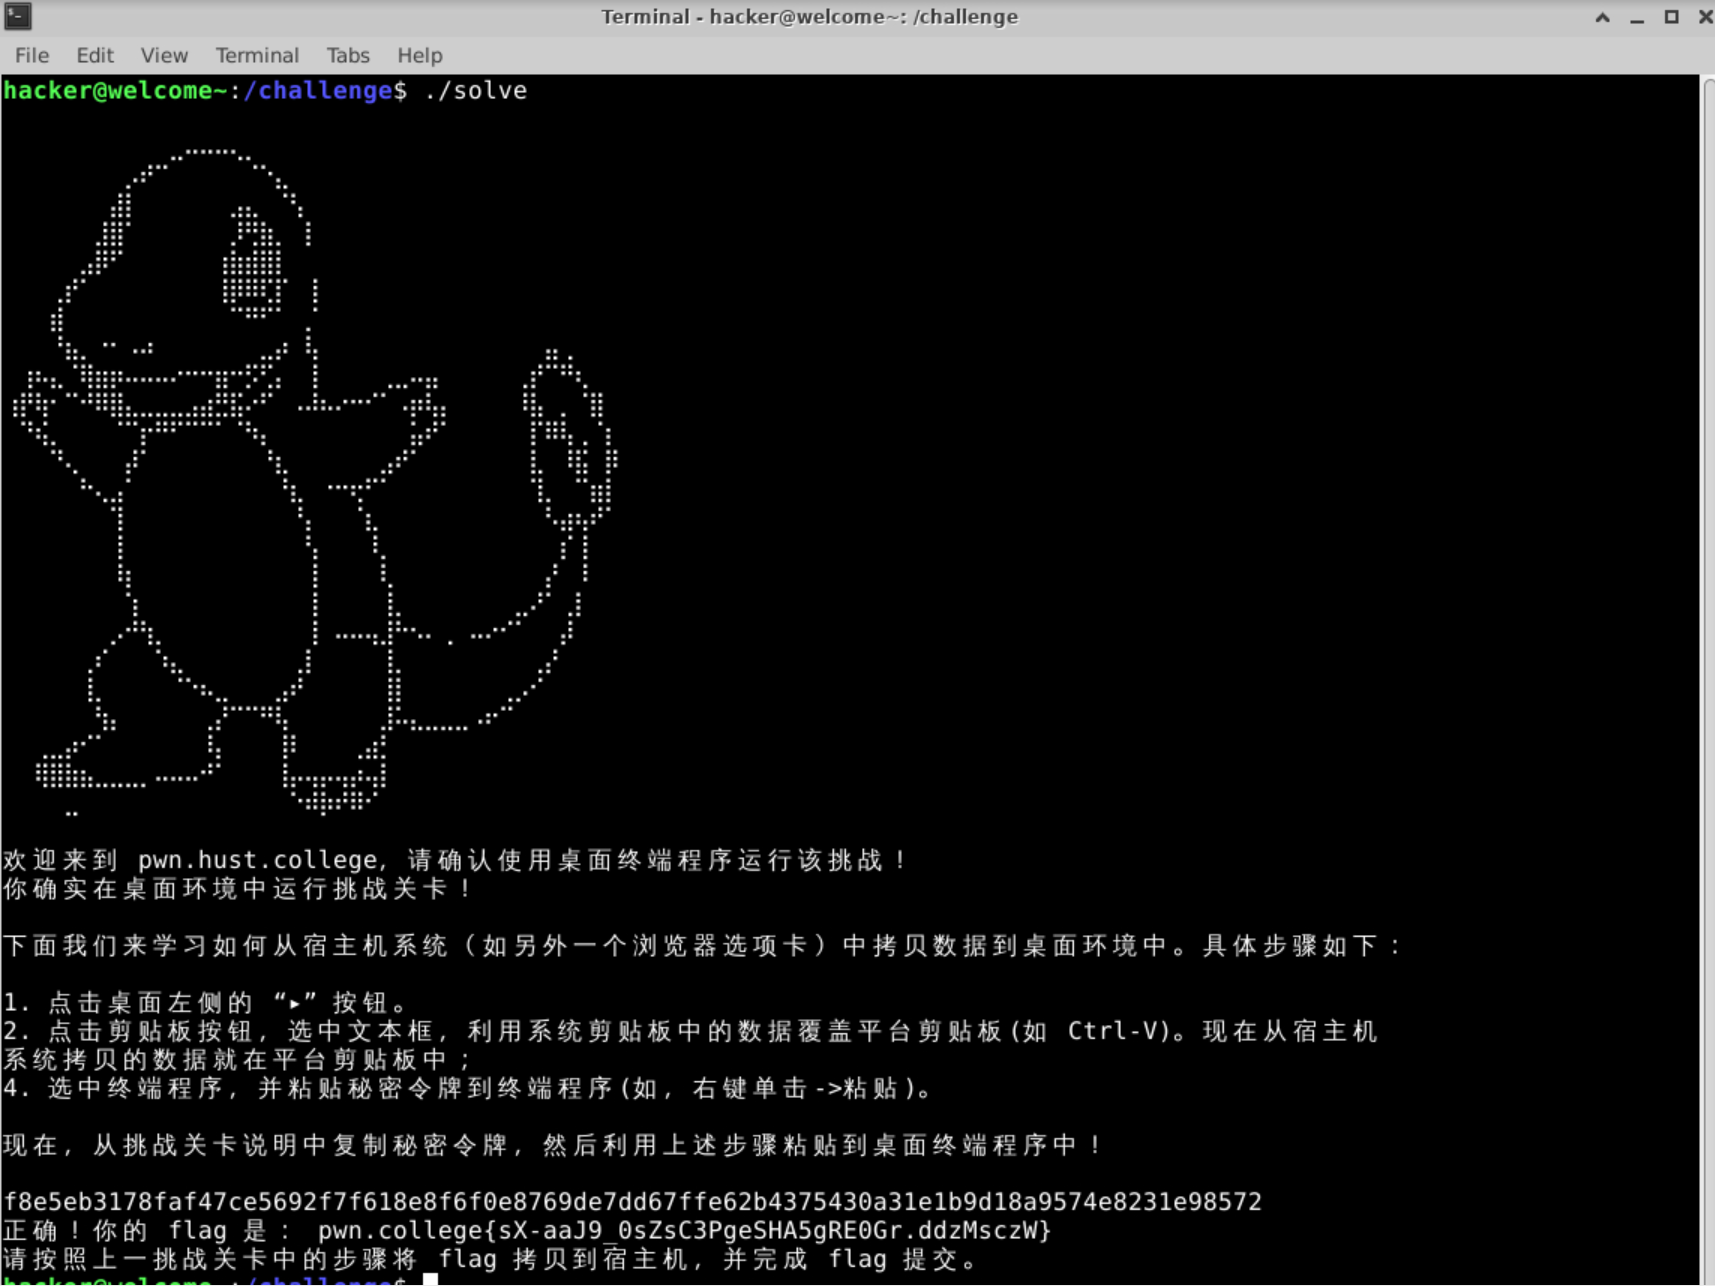 Terminal - hacker@welcome~: /challenge
File Edit View Terminal Tabs Help
hacker@welcome~:/challenge$ ./solve
欢迎来到 pwn.hust.college, 请确认使用桌面终端程序运行该挑战！
你确实在桌面环境中运行挑战关卡！
下面我们来学习如何从宿主机系统（如另外一个浏览器选项卡）中拷贝数据到桌面环境中。具体步骤如下：
1. 点击桌面左侧的 “▸” 按钮。
2. 点击剪贴板按钮, 选中文本框, 利用系统剪贴板中的数据覆盖平台剪贴板(如 Ctrl-V)。现在从宿主机
系统拷贝的数据就在平台剪贴板中；
4. 选中终端程序, 并粘贴秘密令牌到终端程序(如, 右键单击->粘贴)。
现在, 从挑战关卡说明中复制秘密令牌, 然后利用上述步骤粘贴到桌面终端程序中！
f8e5eb3178faf47ce5692f7f618e8f6f0e8769de7dd67ffe62b4375430a31e1b9d18a9574e8231e98572
正确！你的 flag 是： pwn.college{sX-aaJ9_0sZsC3PgeSHA5gRE0Gr.ddzMsczW}
请按照上一挑战关卡中的步骤将 flag 拷贝到宿主机, 并完成 flag 提交。
hacker@welcome~:/challenge$